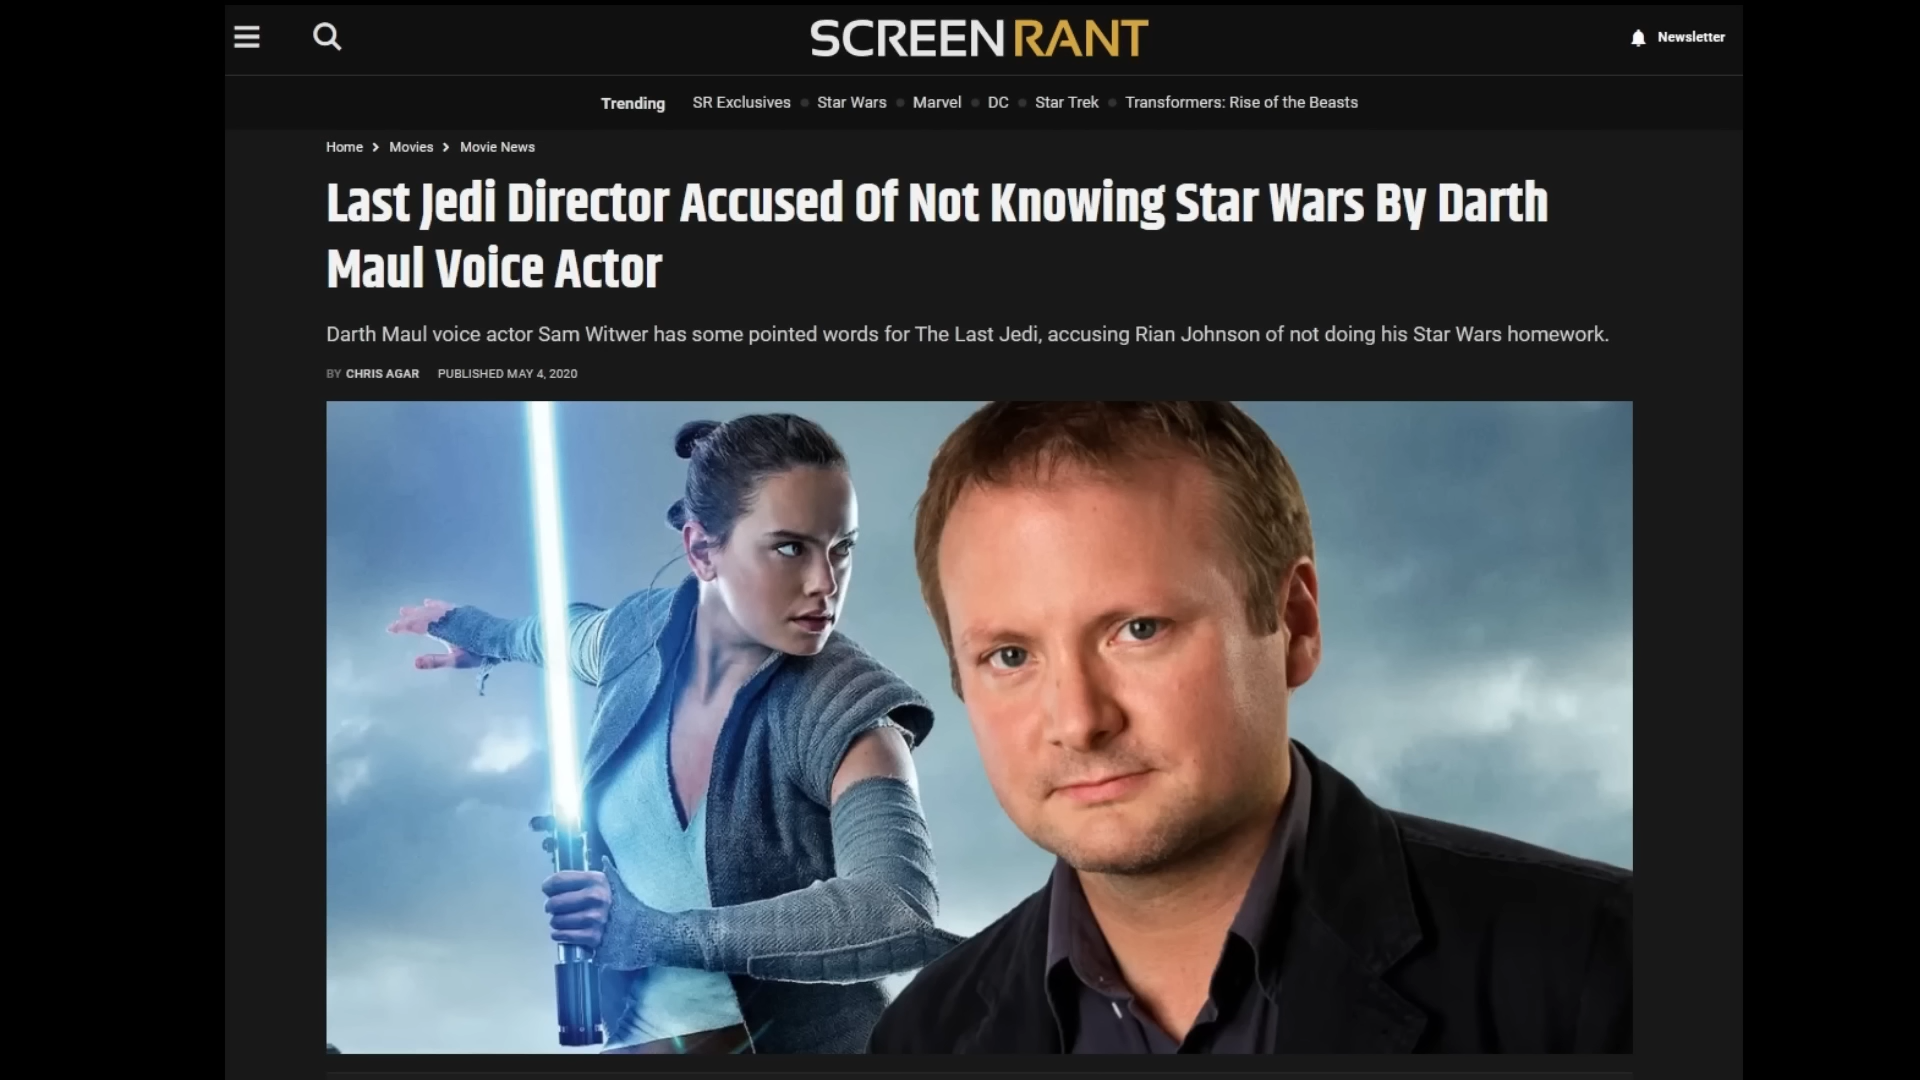 SCREENRANT
Newsletter
Trending SR Exclusives Star Wars Marvel DC Star Trek Transformers: Rise of the Beasts
Home > Movies > Movie News
Last Jedi Director Accused Of Not Knowing Star Wars By Darth
Maul Voice Actor
Darth Maul voice actor Sam Witwer has some pointed words for The Last Jedi, accusing Rian Johnson of not doing his Star Wars homework.
BY CHRIS AGAR PUBLISHED MAY 4, 2020